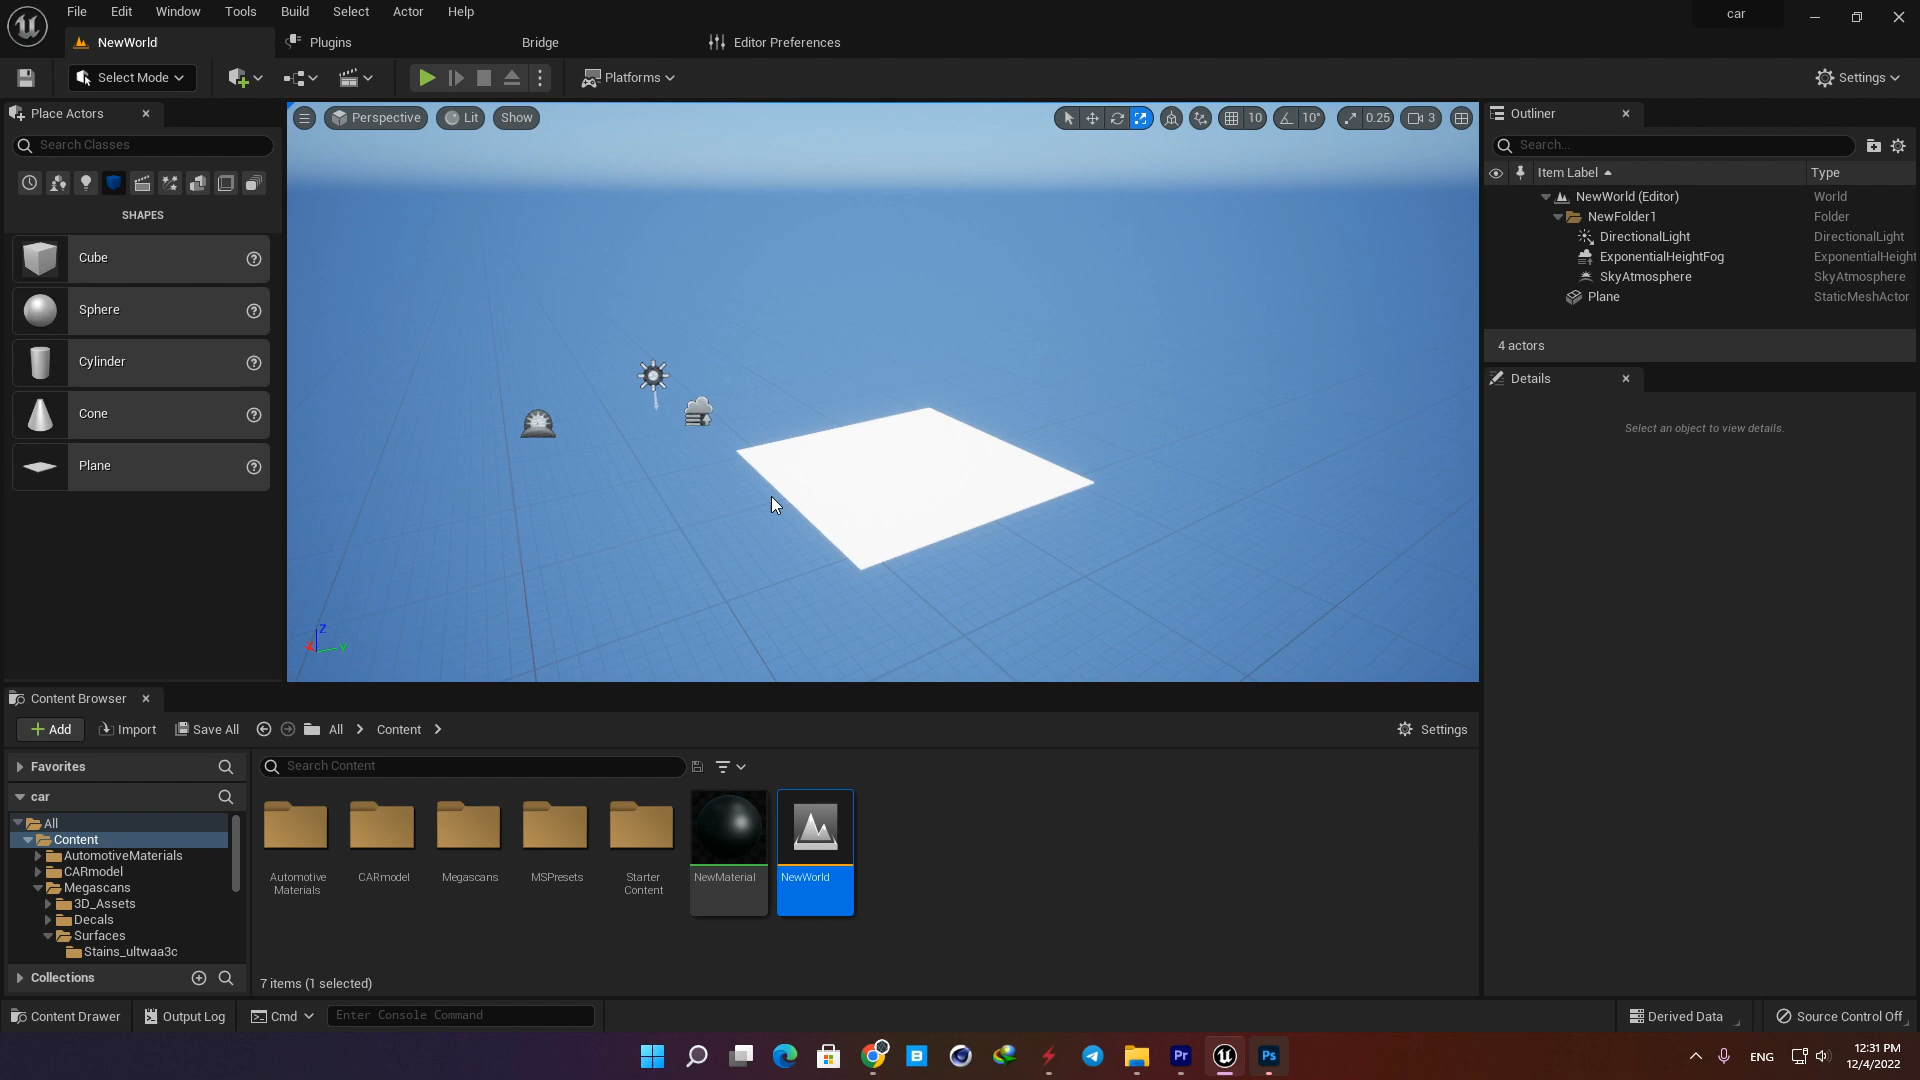 File Edit Window Tools Build Select Actor Help
car
NewWorld
Plugins
Bridge
Editor Preferences
Select Mode
Platforms
Settings
Place Actors
Search Classes
SHAPES
Cube
Sphere
Cylinder
Cone
Plane
Perspective
Lit
Show
10
10°
0.25
3
Z
Y
Outliner
Search...
Item Label
Type
NewWorld (Editor) World
NewFolder1 Folder
DirectionalLight DirectionalLight
ExponentialHeightFog ExponentialHeight
SkyAtmosphere SkyAtmosphere
Plane StaticMeshActor
4 actors
Details
Select an object to view details.
Content Browser
Add
Import
Save All
All
Content
Settings
Favorites
car
All
Content
AutomotiveMaterials
CARmodel
Megascans
3D_Assets
Decals
Surfaces
Stains_ultwaa3c
Collections
Search Content
Automotive
Materials
CARmodel
Megascans
MSPresets
Starter
Content
NewMaterial
NewWorld
7 items (1 selected)
Content Drawer
Output Log
Cmd
Enter Console Command
Derived Data
Source Control Off
B
Pr
Ps
ENG
12:31 PM
12/4/2022